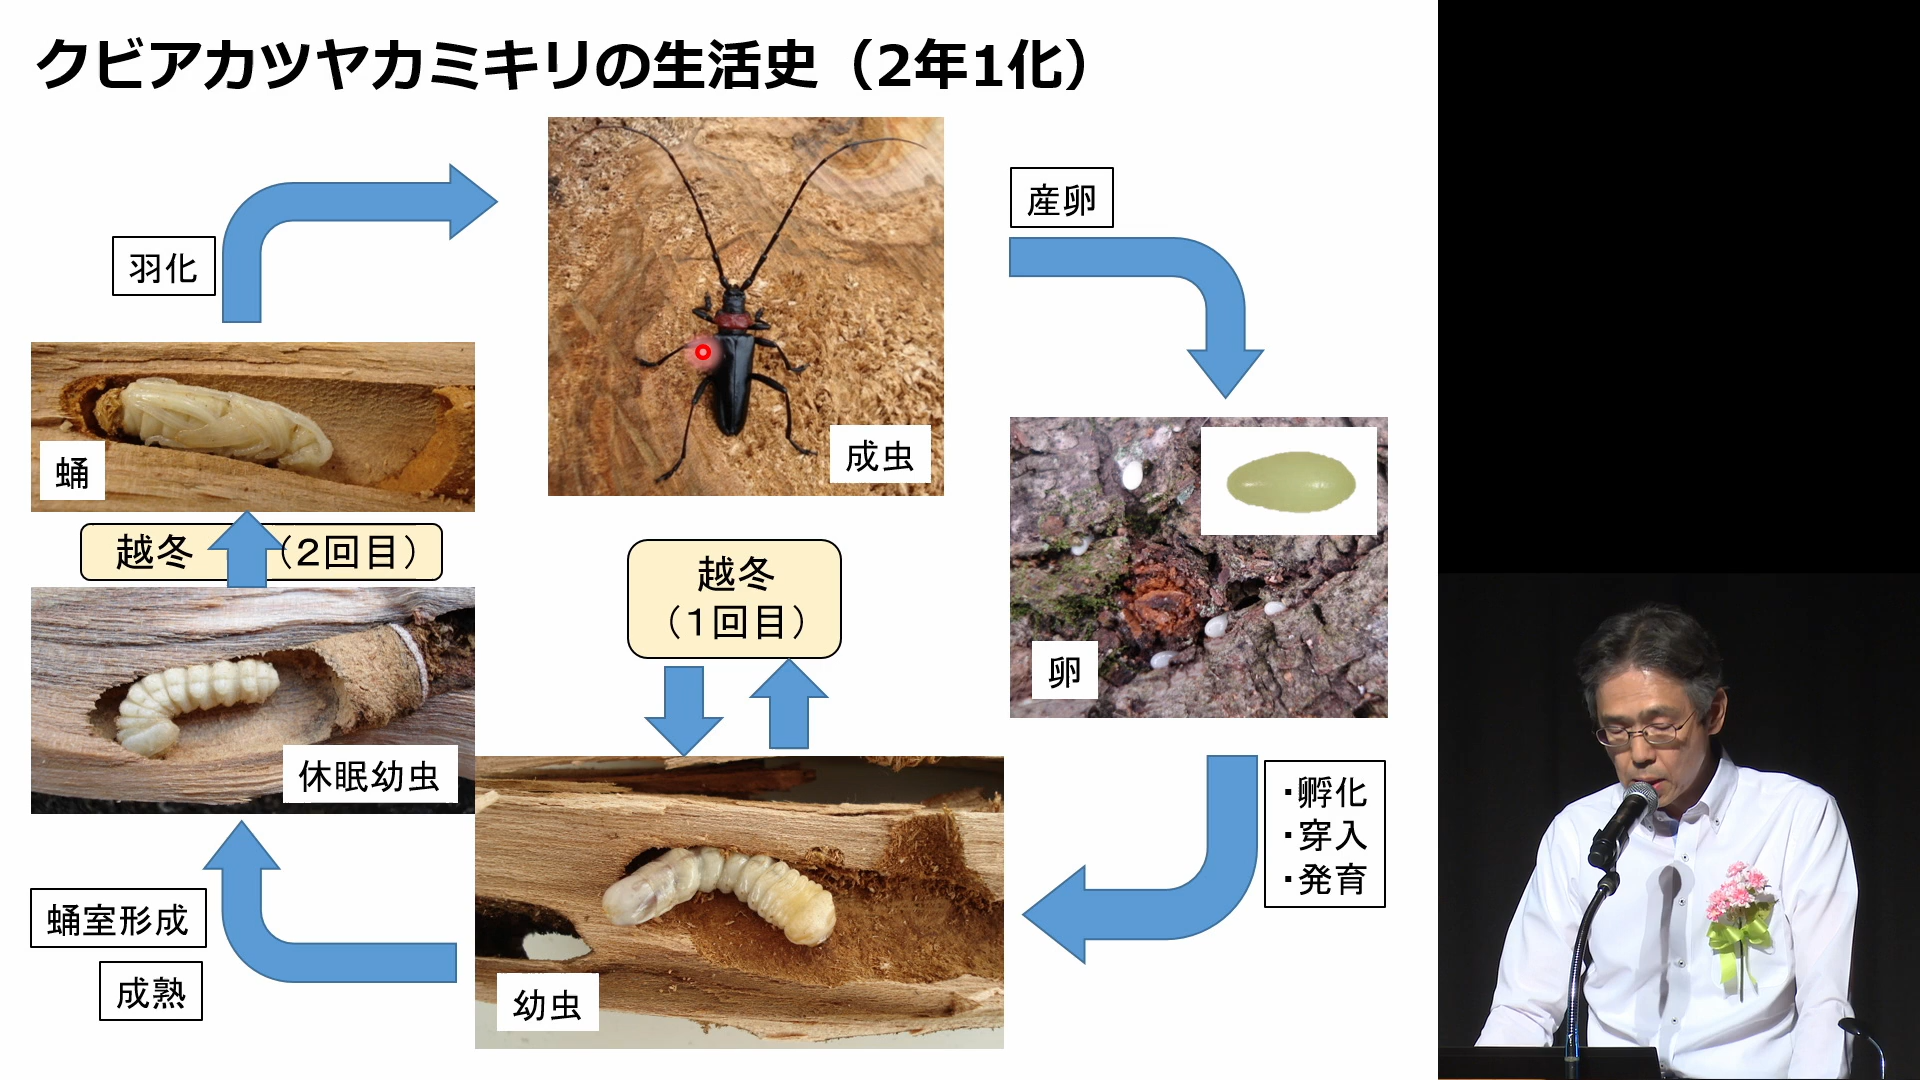 クビアカツヤカミキリの生活史（2年1化）
羽化
産卵
成虫
蛹
越冬（2回目）
越冬
（1回目）
卵
休眠幼虫
・孵化
・穿入
・発育
蛹室形成
成熟
幼虫